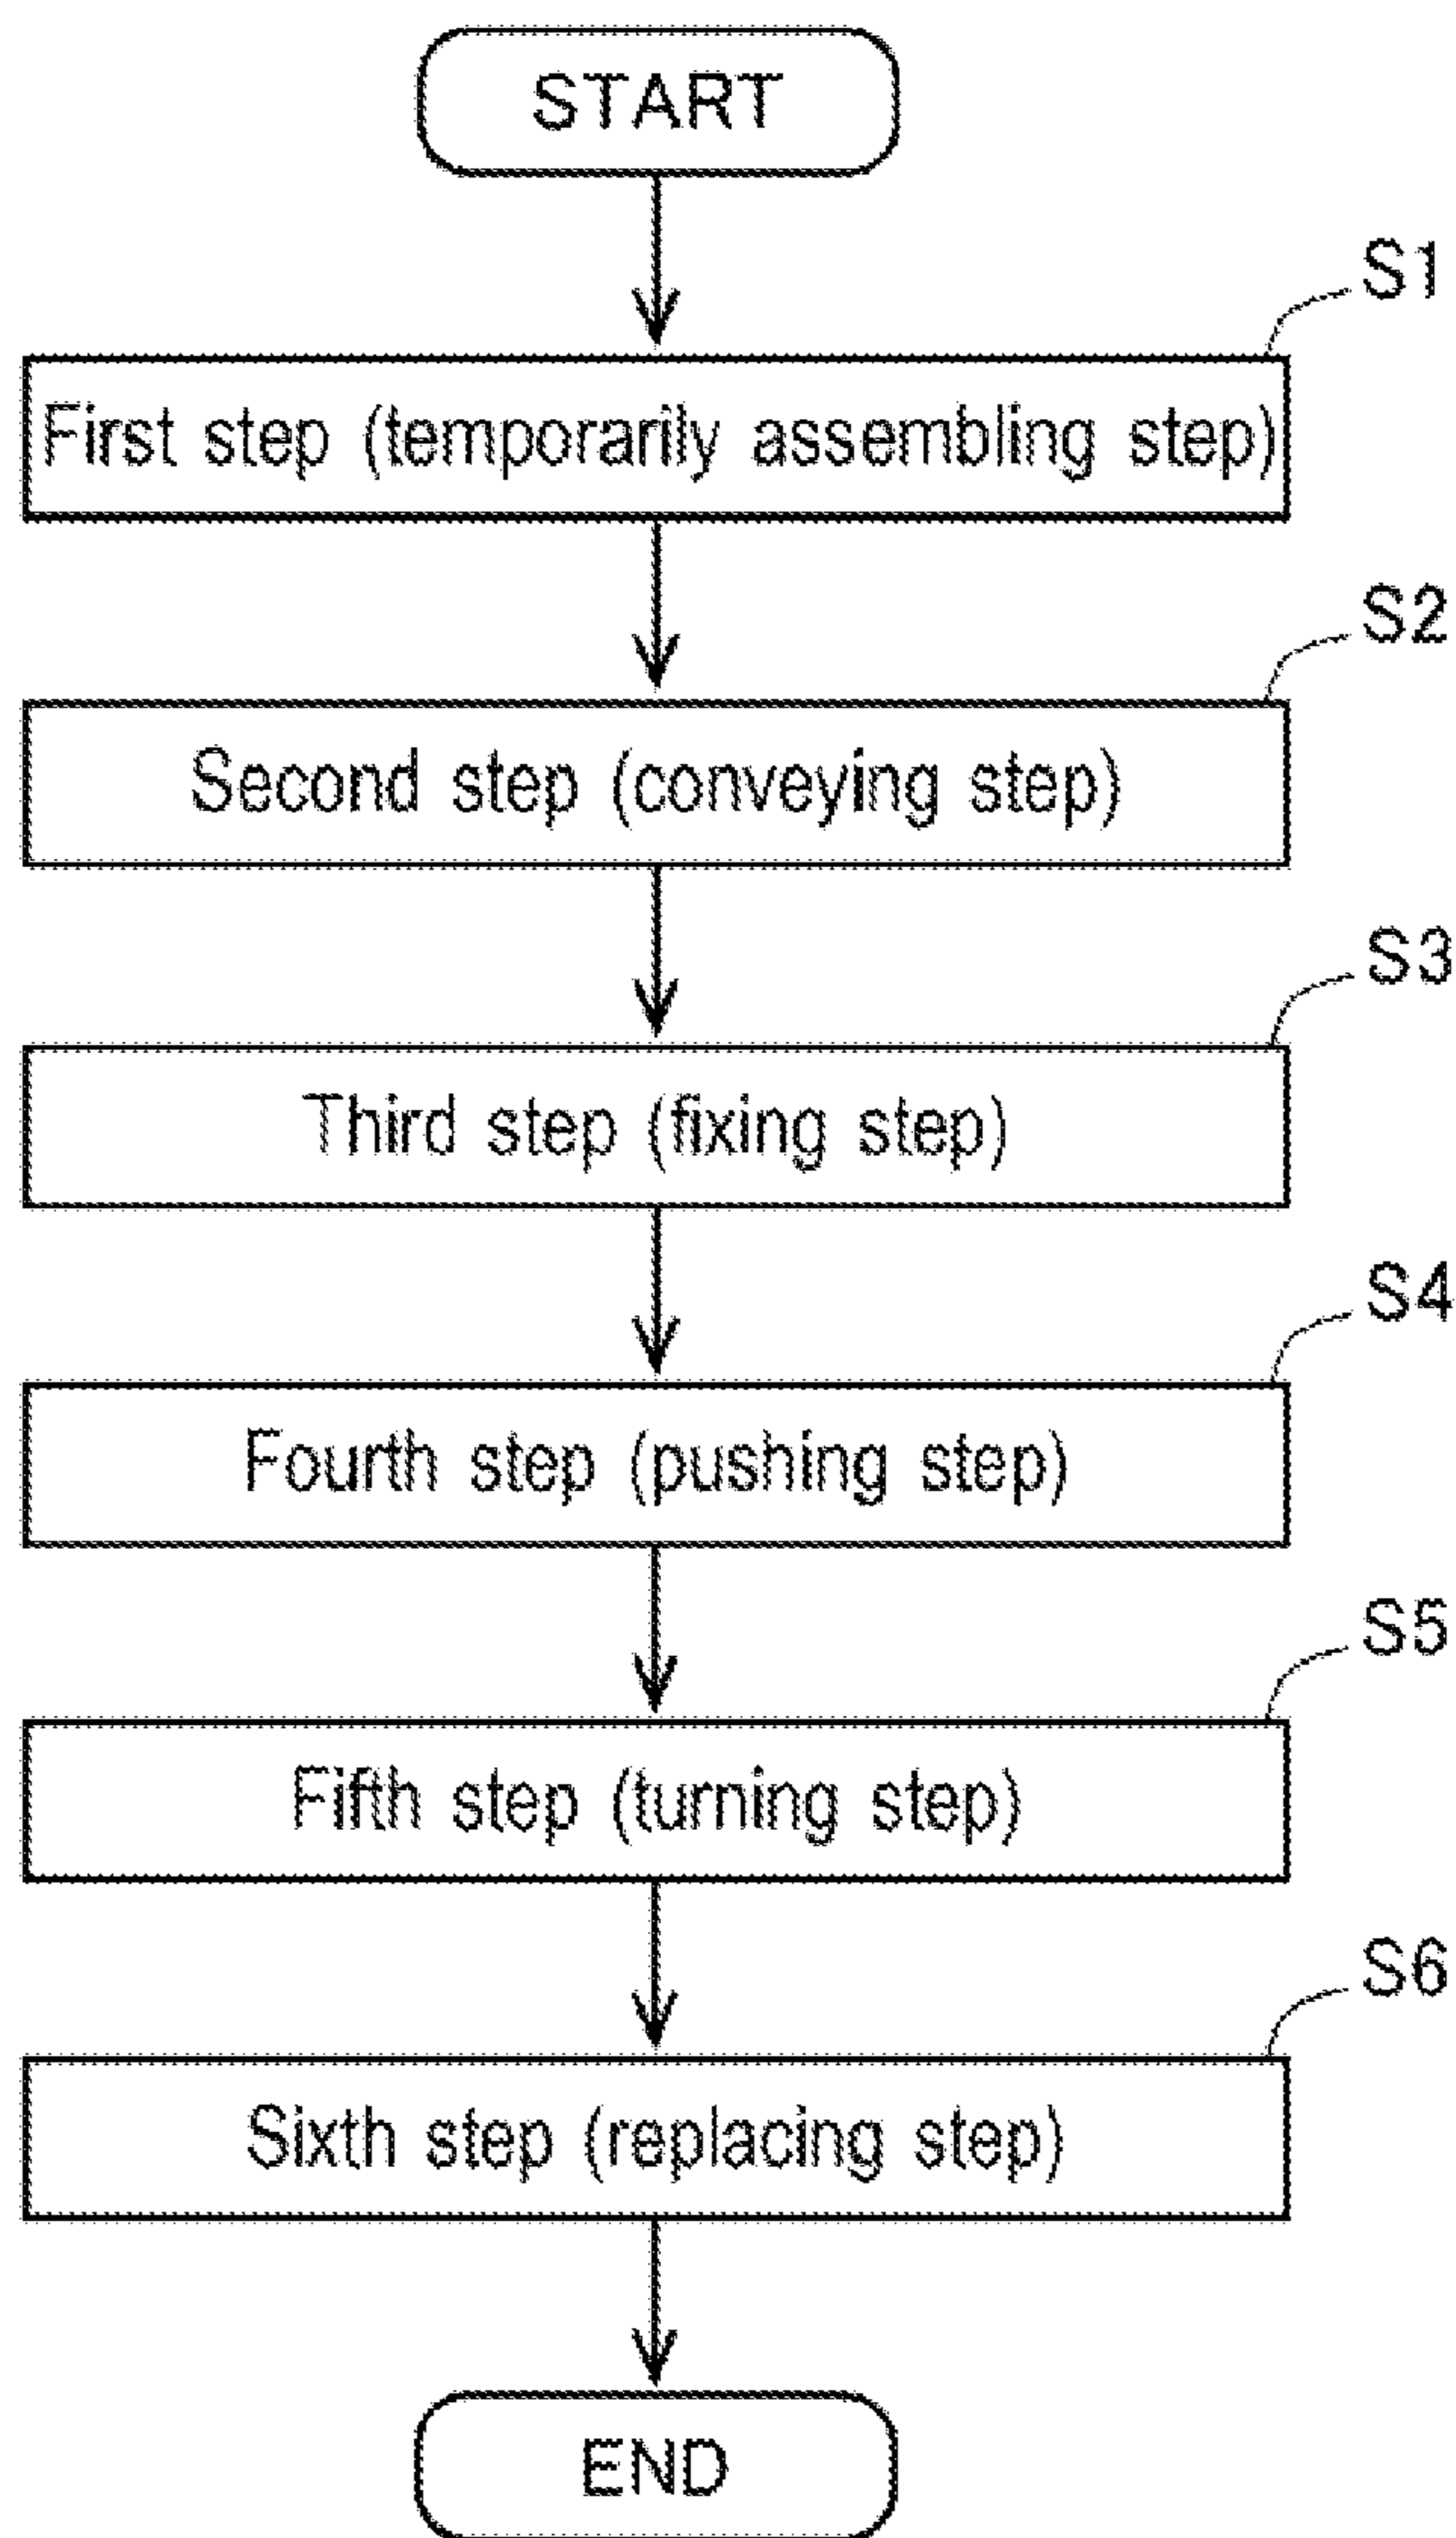 START
S1
First step (temporarily assembling step)
S2
Second step (conveying step)
S3
Third step (fixing step)
S4
Fourth step (pushing step)
S5
Fifth step (turning step)
S6
Sixth step (replacing step)
END